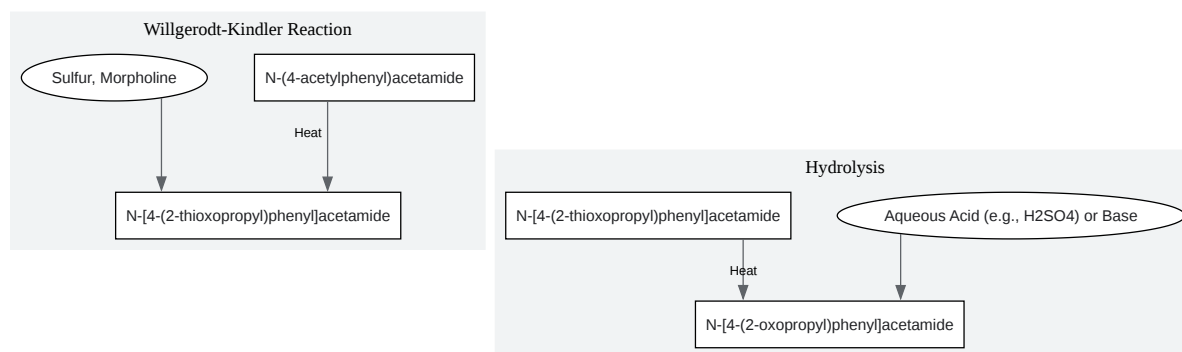 Willgerodt-Kindler Reaction
Sulfur, Morpholine
N-(4-acetylphenyl)acetamide
Heat
N-[4-(2-thioxopropyl)phenyl]acetamide
Hydrolysis
N-[4-(2-thioxopropyl)phenyl]acetamide
Aqueous Acid (e.g., H2SO4) or Base
Heat
N-[4-(2-oxopropyl)phenyl]acetamide